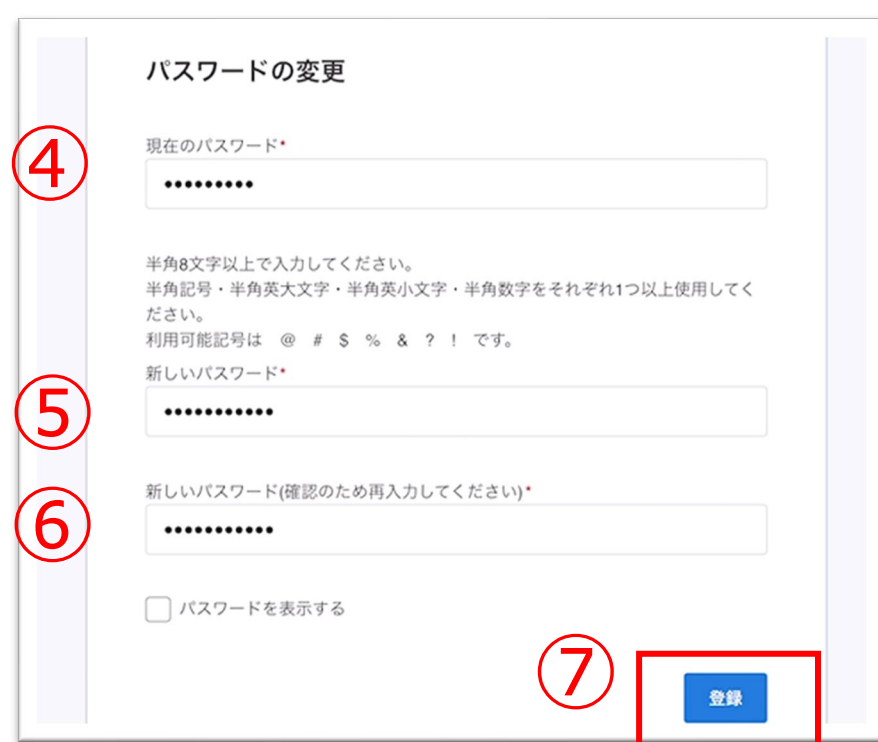 パスワードの変更
④
現在のパスワード*
•••••••••
半角8文字以上で入力してください。
半角記号・半角英大文字・半角英小文字・半角数字をそれぞれ1つ以上使用してく
ださい。
利用可能記号は @ # $ % & ? ! です。
新しいパスワード*
⑤
•••••••••••
新しいパスワード(確認のため再入力してください)*
⑥
•••••••••••
パスワードを表示する
⑦
登録